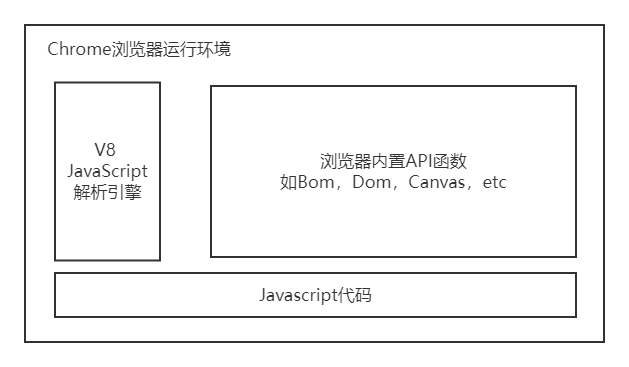 Chrome浏览器运行环境
V8
JavaScript
解析引擎
浏览器内置API函数
如Bom，Dom，Canvas，etc
Javascript代码